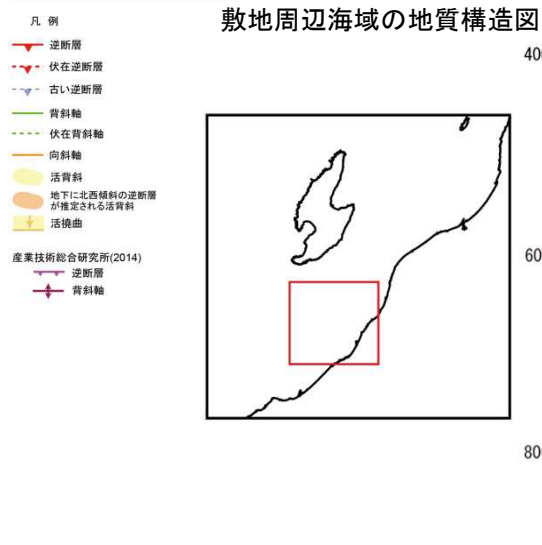 敷地周辺海域の地質構造図
凡 例
逆断層
伏在逆断層
古い逆断層
背斜軸
伏在背斜軸
向斜軸
活背斜
地下に北西傾斜の逆断層
が推定される活背斜
活撓曲
産業技術総合研究所(2014)
逆断層
背斜軸
40
60
80